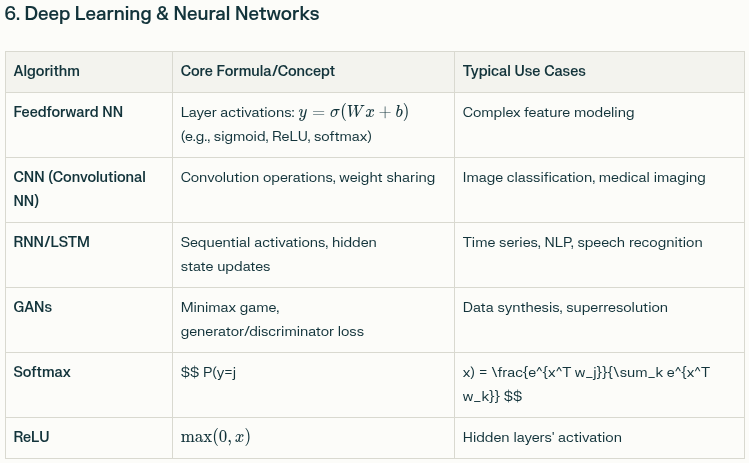 6. Deep Learning & Neural Networks
Algorithm Core Formula/Concept Typical Use Cases
Feedforward NN Layer activations: y = σ(Wx + b) Complex feature modeling
(e.g., sigmoid, ReLU, softmax)
CNN (Convolutional Convolution operations, weight sharing Image classification, medical imaging
NN)
RNN/LSTM Sequential activations, hidden Time series, NLP, speech recognition
state updates
GANs Minimax game, Data synthesis, superresolution
generator/discriminator loss
Softmax $$ P(y=j x) = \frac{e^{x^T w_j}}{\sum_k e^{x^T
w_k}} $$
ReLU max(0, x) Hidden layers' activation